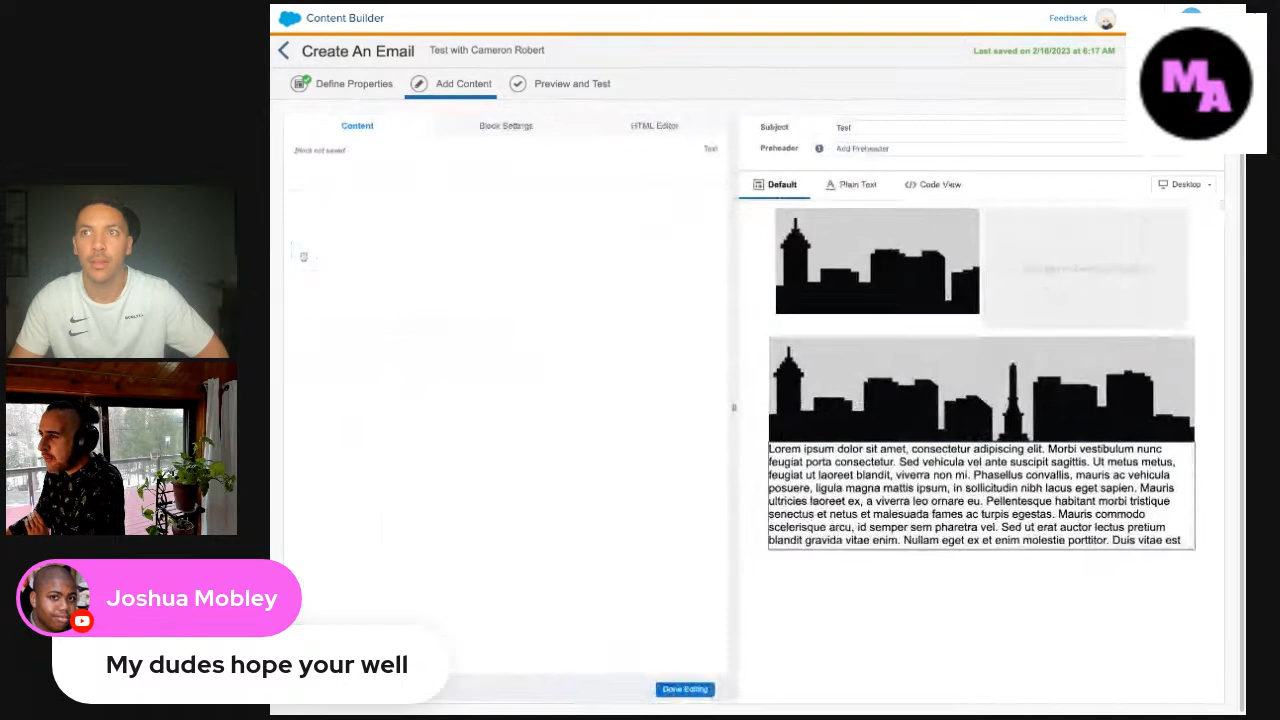 Content Builder
Feedback
Create An Email
Test with Cameron Robert
Last saved on 2/18/2023 at 6:17 AM
MA
Define Properties
Add Content
Preview and Test
Content
Block Settings
HTML Editor
Block not saved
Text
Subject
Test
Preheader
Add Preheader
Default
Plain Text
Code View
Desktop
Lorem ipsum dolor sit amet, consectetur adipiscing elit. Morbi vestibulum nunc
feugiat porta consectetur. Sed vehicula vel ante suscipit sagittis. Ut metus metus,
feugiat ut laoreet blandit, viverra non mi. Phasellus convallis, mauris ac vehicula
posuere, ligula magna mattis ipsum, in sollicitudin nibh lacus eget sapien. Mauris
ultricies laoreet ex, a viverra leo ornare eu. Pellentesque habitant morbi tristique
senectus et netus et malesuada fames ac turpis egestas. Mauris commodo
scelerisque arcu, id semper sem pharetra vel. Sed ut erat auctor lectus pretium
blandit gravida vitae enim. Nullam eget ex et enim molestie porttitor. Duis vitae est
Done Editing
Joshua Mobley
My dudes hope your well